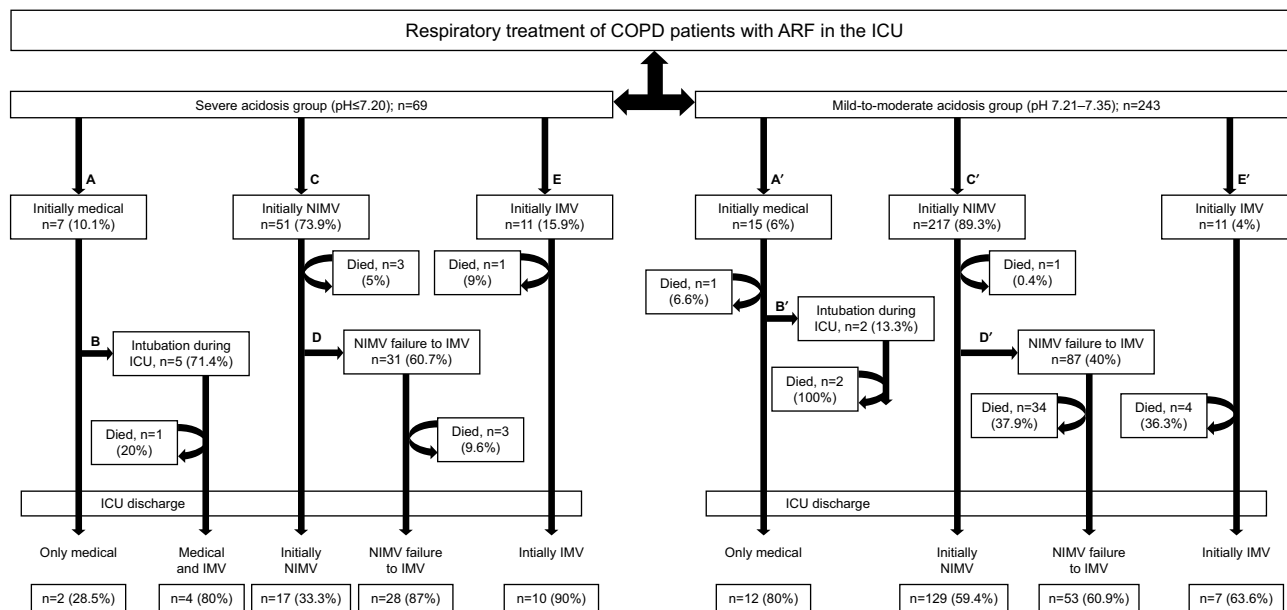 Respiratory treatment of COPD patients with ARF in the ICU
Severe acidosis group (pH≤7.20); n=69
Mild-to-moderate acidosis group (pH 7.21–7.35); n=243
A
C
E
A′
C′
E′
Initially medical
n=7 (10.1%)
Initially NIMV
n=51 (73.9%)
Initially IMV
n=11 (15.9%)
Initially medical
n=15 (6%)
Initially NIMV
n=217 (89.3%)
Initially IMV
n=11 (4%)
Died, n=3
(5%)
Died, n=1
(9%)
Died, n=1
(6.6%)
Died, n=1
(0.4%)
B
Intubation during
ICU, n=5 (71.4%)
D
NIMV failure to IMV
n=31 (60.7%)
B′
Intubation during
ICU, n=2 (13.3%)
D′
NIMV failure to IMV
n=87 (40%)
Died, n=2
(100%)
Died, n=1
(20%)
Died, n=3
(9.6%)
Died, n=34
(37.9%)
Died, n=4
(36.3%)
ICU discharge
ICU discharge
Only medical
Medical
and IMV
Initially
NIMV
NIMV failure
to IMV
Intially IMV
Only medical
Initially
NIMV
NIMV failure
to IMV
Initially IMV
n=2 (28.5%)
n=4 (80%)
n=17 (33.3%)
n=28 (87%)
n=10 (90%)
n=12 (80%)
n=129 (59.4%)
n=53 (60.9%)
n=7 (63.6%)